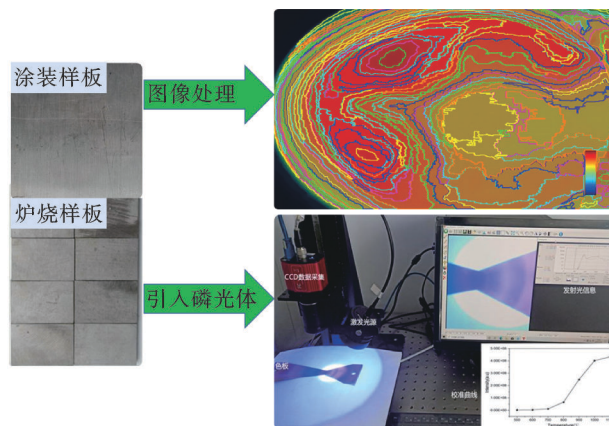 涂装样板
图像处理
炉烧样板
引入磷光体
CCD数据采集
激发光源
发射光信息
色板
校准曲线